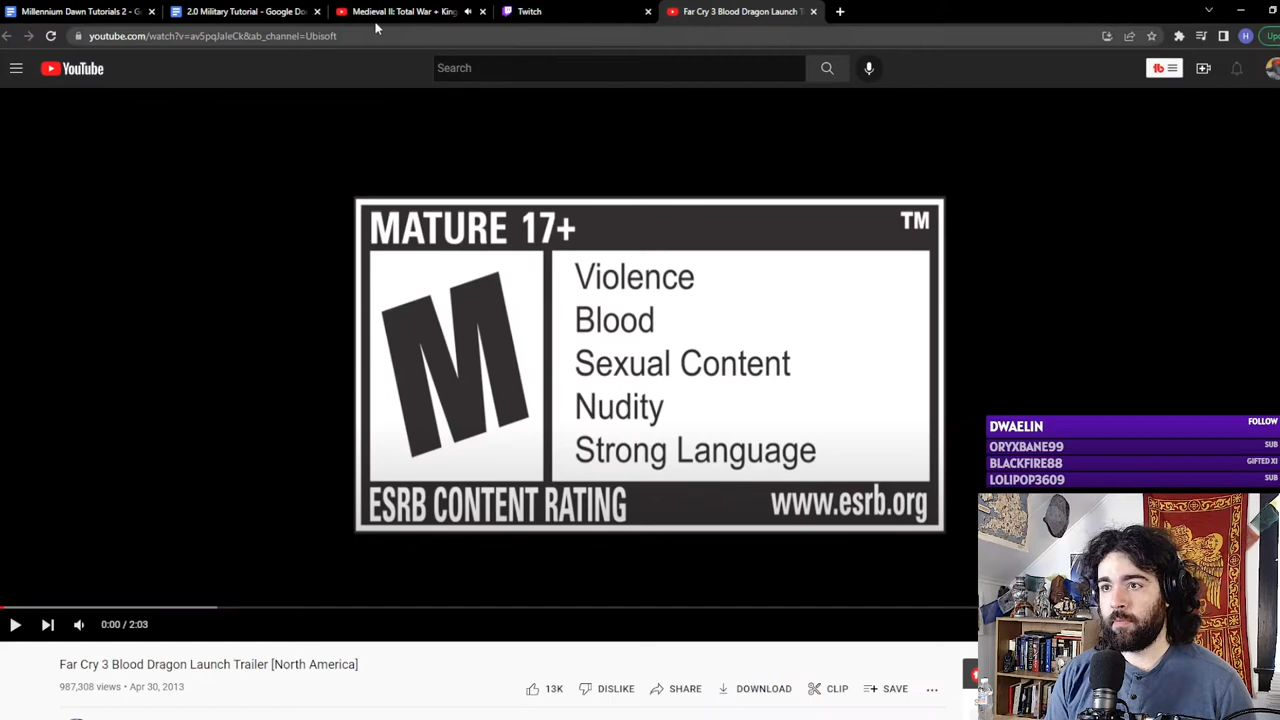 Millennium Dawn Tutorials 2 - G
2.0 Military Tutorial - Google Do
Medieval II: Total War + King
Twitch
Far Cry 3 Blood Dragon Launch T
youtube.com/watch?v=av5pqJaIeCk&ab_channel=Ubisoft
H
Up
YouTube
Search
MATURE 17+
TM
M
Violence
Blood
Sexual Content
Nudity
Strong Language
ESRB CONTENT RATING
www.esrb.org
DWAELIN FOLLOW
ORYXBANE99 SUB
BLACKFIRE88 GIFTED X1
LOLIPOP3609 SUB
0:00 / 2:03
Far Cry 3 Blood Dragon Launch Trailer [North America]
987,308 views • Apr 30, 2013
13K
DISLIKE
SHARE
DOWNLOAD
CLIP
SAVE